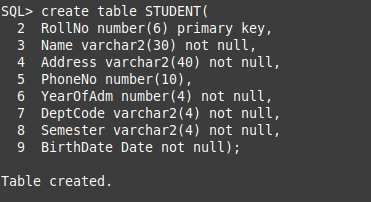 SQL> create table STUDENT(
2 RollNo number(6) primary key,
3 Name varchar2(30) not null,
4 Address varchar2(40) not null,
5 PhoneNo number(10),
6 YearOfAdm number(4) not null,
7 DeptCode varchar2(4) not null,
8 Semester varchar2(4) not null,
9 BirthDate Date not null);
Table created.